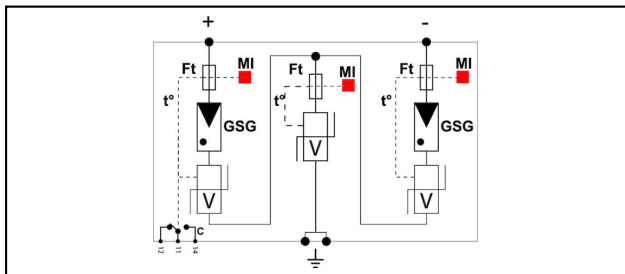 + -
Ft MI Ft MI Ft MI
t° t° t°
GSG GSG
V V V
C
12 11 14